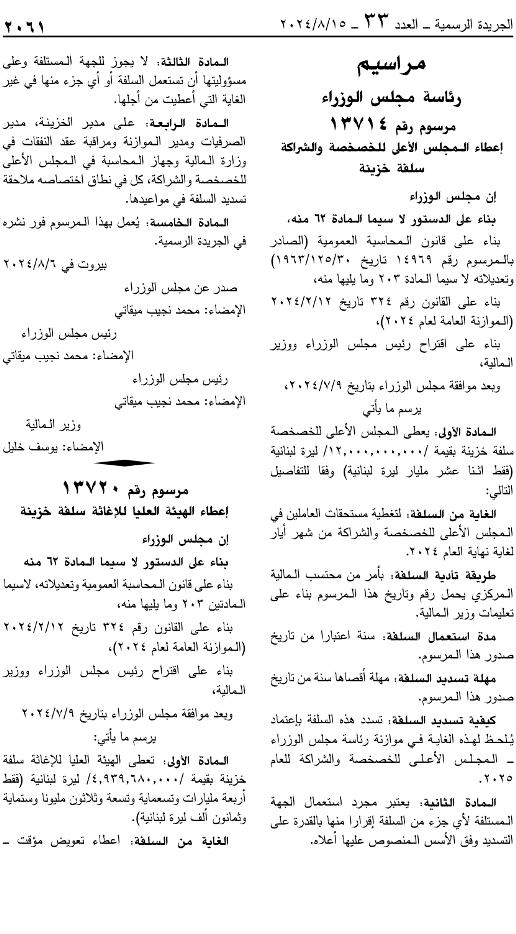 الجريدة الرسمية ــ العدد ٣٣ ــ ٢٠٢٤/٨/١٥
٢٠٦١
مراسيم
رئاسة مجلس الوزراء
مرسوم رقم ١٣٧١٤
إعطاء المجلس الأعلى للخصخصة والشراكة
سلفة خزينة
إن مجلس الوزراء
بناء على الدستور لا سيما المادة ٦٢ منه،
بناء على قانون المحاسبة العمومية (الصادر
بالمرسوم رقم ١٤٩٦٩ تاريخ ١٩٦٣/١٢٥/٣٠)
وتعديلاته لا سيما المادة ٢٠٣ وما يليها منه،
بناء على القانون رقم ٣٢٤ تاريخ ٢٠٢٤/٢/١٢
(الموازنة العامة لعام ٢٠٢٤)،
بناء على اقتراح رئيس مجلس الوزراء ووزير
المالية،
وبعد موافقة مجلس الوزراء بتاريخ ٢٠٢٤/٧/٩،
يرسم ما يأتي
المادة الأولى: يعطى المجلس الأعلى للخصخصة
سلفة خزينة بقيمة /١٢,٠٠٠,٠٠٠,٠٠٠/ ليرة لبنانية
(فقط اثنا عشر مليار ليرة لبنانية) وفقا للتفاصيل
التالي:
الغاية من السلفة: لتغطية مستحقات العاملين في
المجلس الأعلى للخصخصة والشراكة من شهر أيار
لغاية نهاية العام ٢٠٢٤.
طريقة تأدية السلفة: بأمر من محتسب المالية
المركزي يحمل رقم وتاريخ هذا المرسوم بناء على
تعليمات وزير المالية.
مدة استعمال السلفة: سنة اعتبارا من تاريخ
صدور هذا المرسوم.
مهلة تسديد السلفة: مهلة أقصاها سنة من تاريخ
صدور هذا المرسوم.
كيفية تسديد السلفة: تسدد هذه السلفة بإعتماد
يُلحظ لهذه الغاية في موازنة رئاسة مجلس الوزراء
ــ المجلس الأعلى للخصخصة والشراكة للعام
٢٠٢٥.
المادة الثانية: يعتبر مجرد استعمال الجهة
المستلفة لأي جزء من السلفة إقرارا منها بالقدرة على
التسديد وفق الأسس المنصوص عليها أعلاه.
المادة الثالثة: لا يجوز للجهة المستلفة وعلى
مسؤوليتها أن تستعمل السلفة أو أي جزء منها في غير
الغاية التي أعطيت من أجلها.
المادة الرابعة: على مدير الخزينة، مدير
الصرفيات ومدير الموازنة ومراقبة عقد النفقات في
وزارة المالية وجهاز المحاسبة في المجلس الأعلى
للخصخصة والشراكة، كل في نطاق اختصاصه ملاحقة
تسديد السلفة في مواعيدها.
المادة الخامسة: يُعمل بهذا المرسوم فور نشره
في الجريدة الرسمية.
بيروت في ٢٠٢٤/٨/٦
صدر عن مجلس الوزراء
الإمضاء: محمد نجيب ميقاتي
رئيس مجلس الوزراء
الإمضاء: محمد نجيب ميقاتي
رئيس مجلس الوزراء
الإمضاء: محمد نجيب ميقاتي
وزير المالية
الإمضاء: يوسف خليل
مرسوم رقم ١٣٧٢٠
إعطاء الهيئة العليا للإغاثة سلفة خزينة
إن مجلس الوزراء
بناء على الدستور لا سيما المادة ٦٢ منه
بناء على قانون المحاسبة العمومية وتعديلاته، لاسيما
المادتين ٢٠٣ وما يليها منه،
بناء على القانون رقم ٣٢٤ تاريخ ٢٠٢٤/٢/١٢
(الموازنة العامة لعام ٢٠٢٤)،
بناء على اقتراح رئيس مجلس الوزراء ووزير
المالية،
وبعد موافقة مجلس الوزراء بتاريخ ٢٠٢٤/٧/٩
يرسم ما يأتي:
المادة الأولى: تعطى الهيئة العليا للإغاثة سلفة
خزينة بقيمة /٤,٩٣٩,٦٨٠,٠٠٠/ ليرة لبنانية (فقط
أربعة مليارات وتسعماية وتسعة وثلاثون مليونا وستماية
وثمانون ألف ليرة لبنانية).
الغاية من السلفة: اعطاء تعويض مؤقت ــ